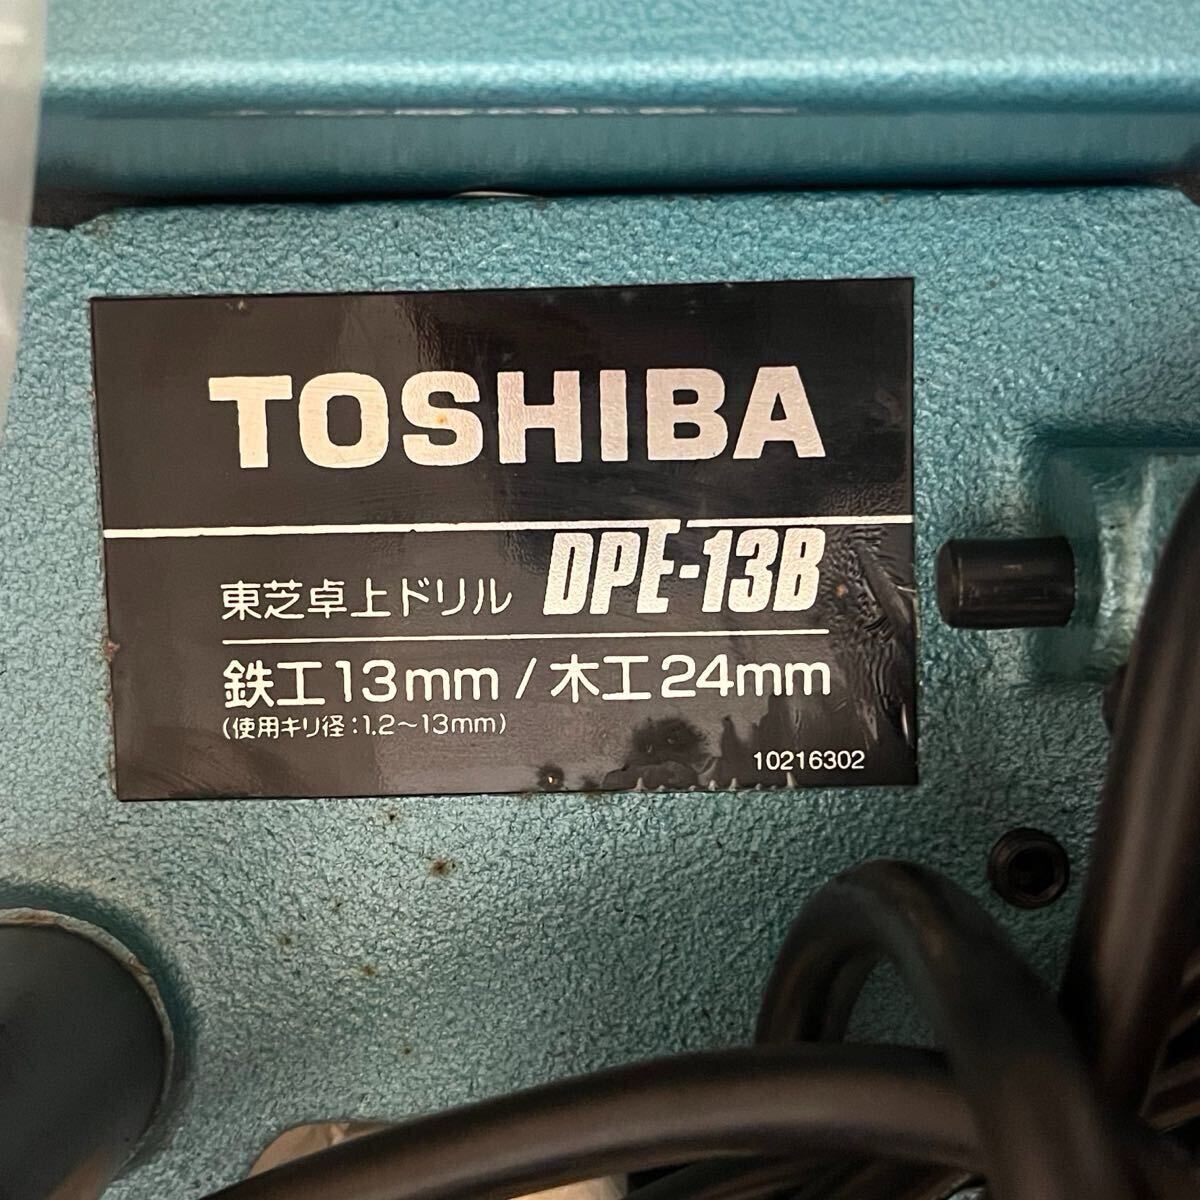 TOSHIBA
東芝卓上ドリル DPE-13B
鉄工13mm / 木工24mm
(使用キリ径:1.2~13mm)
10216302